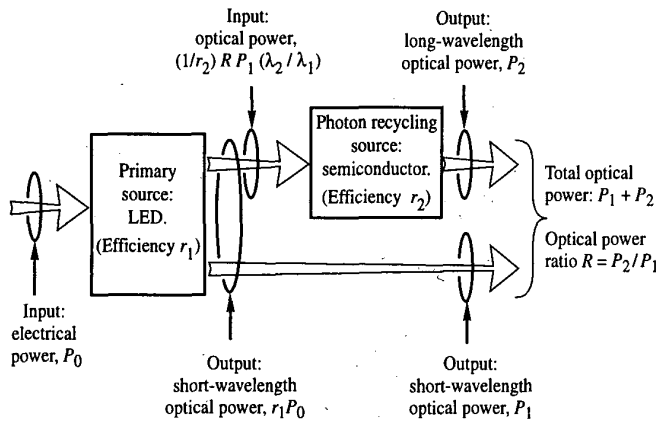 Input:
optical power,
(1/r₂) R P₁ (λ₂ / λ₁)
Output:
long-wavelength
optical power, P₂
Primary
source:
LED.
(Efficiency r₁)
Photon recycling
source:
semiconductor.
(Efficiency r₂)
Total optical
power: P₁ + P₂
Optical power
ratio R = P₂/P₁
Input:
electrical
power, P₀
Output:
short-wavelength
optical power, r₁P₀
Output:
short-wavelength
optical power, P₁